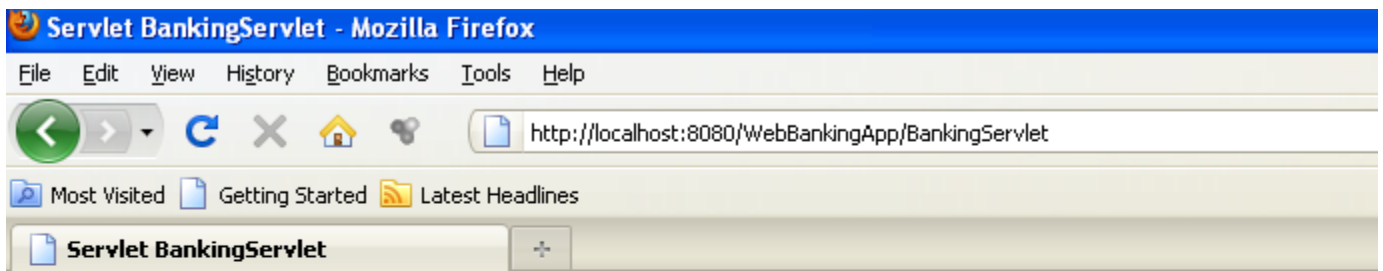 Servlet BankingServlet - Mozilla Firefox
File Edit View History Bookmarks Tools Help
http://localhost:8080/WebBankingApp/BankingServlet
Most Visited Getting Started Latest Headlines
Servlet BankingServlet